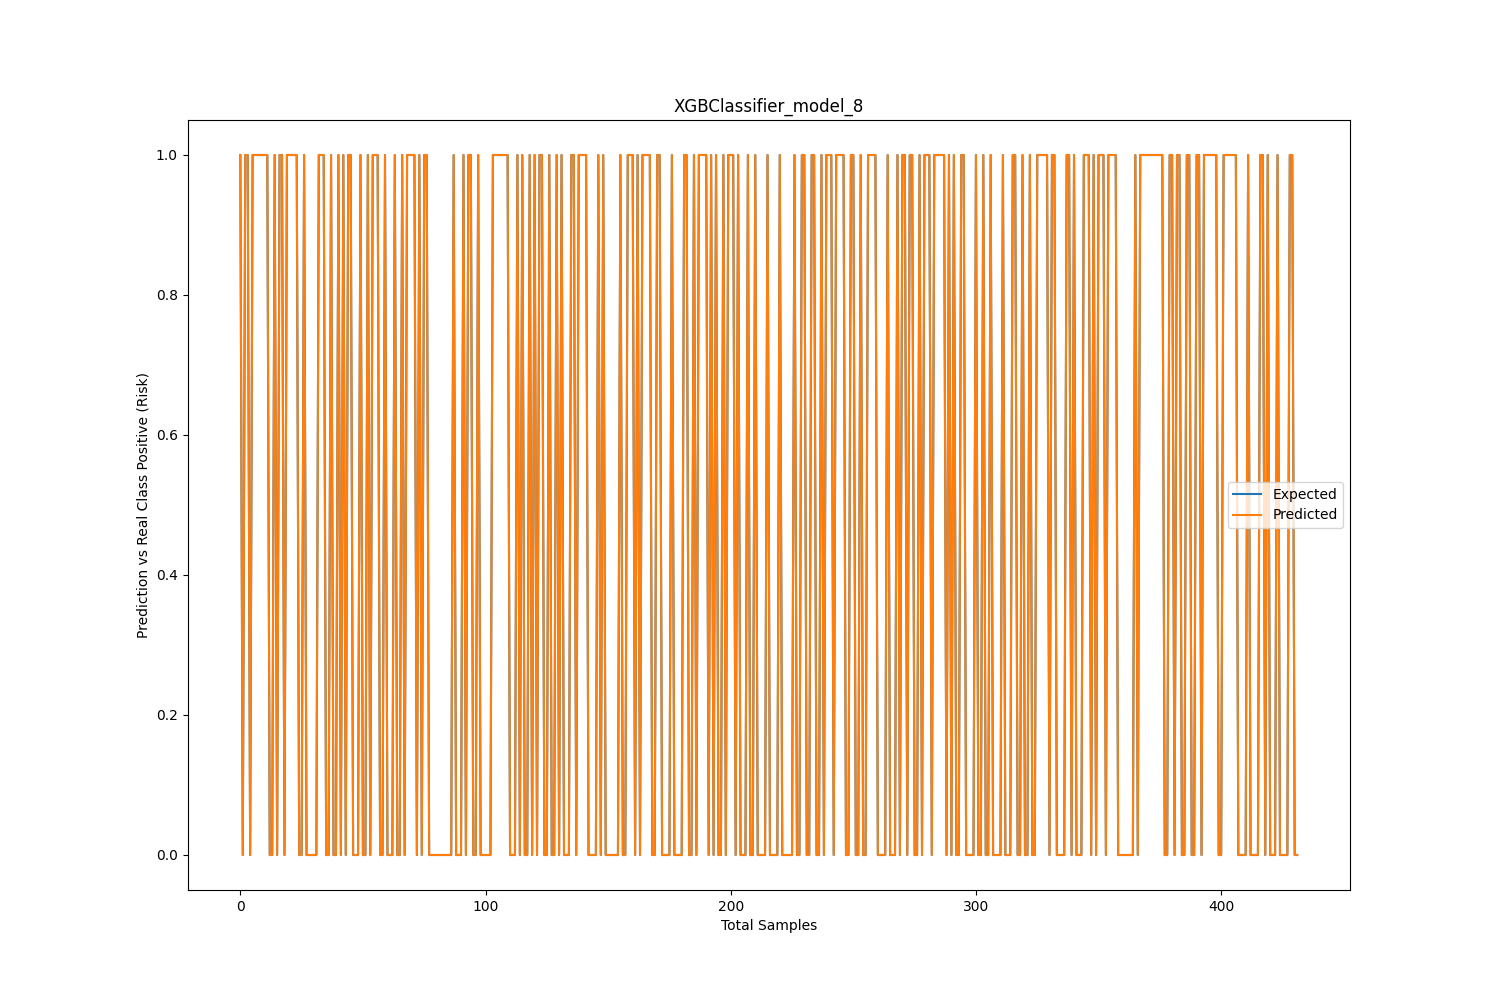 XGBClassifier_model_8
1.0
0.8
0.6
0.4
0.2
0.0
Prediction vs Real Class Positive (Risk)
Expected
Predicted
0 100 200 300 400
Total Samples